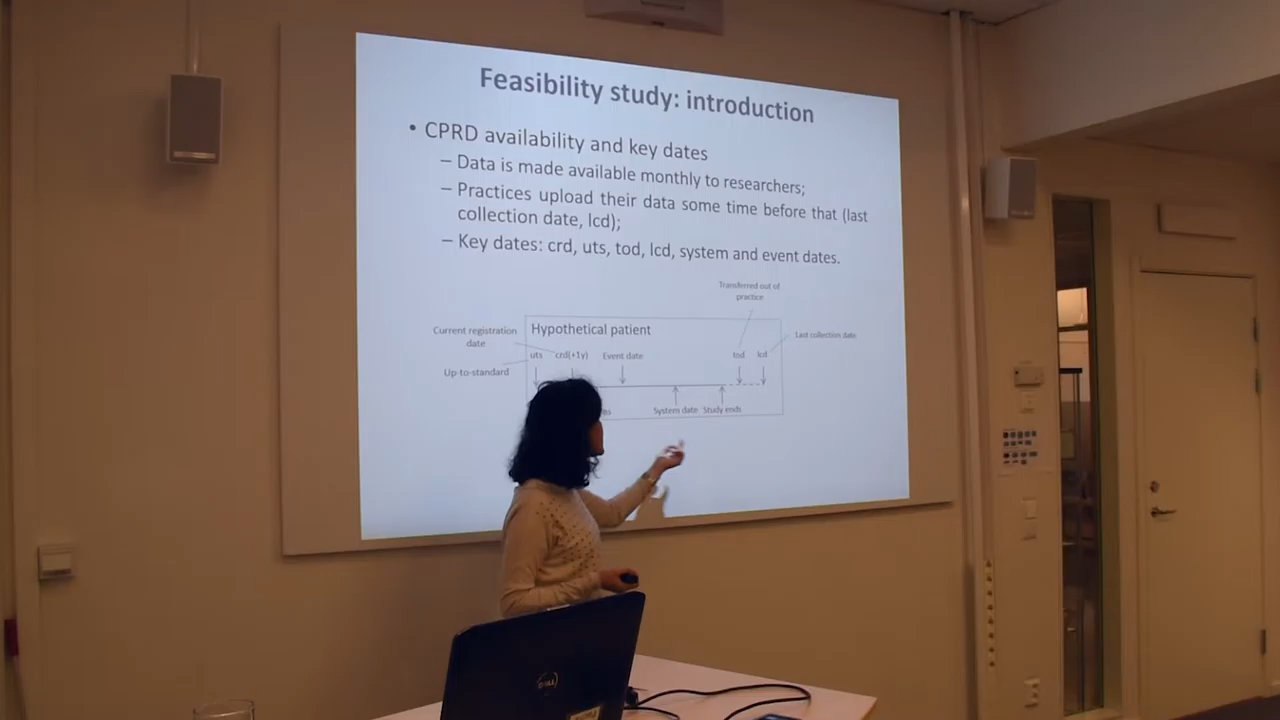 Feasibility study: introduction
• CPRD availability and key dates
– Data is made available monthly to researchers;
– Practices upload their data some time before that (last
collection date, lcd);
– Key dates: crd, uts, tod, lcd, system and event dates.
Transferred out of
practice
Current registration
date
Hypothetical patient
Last collection date
uts crd(+1y) Event date tod lcd
Up-to-standard
System date Study ends
DELL